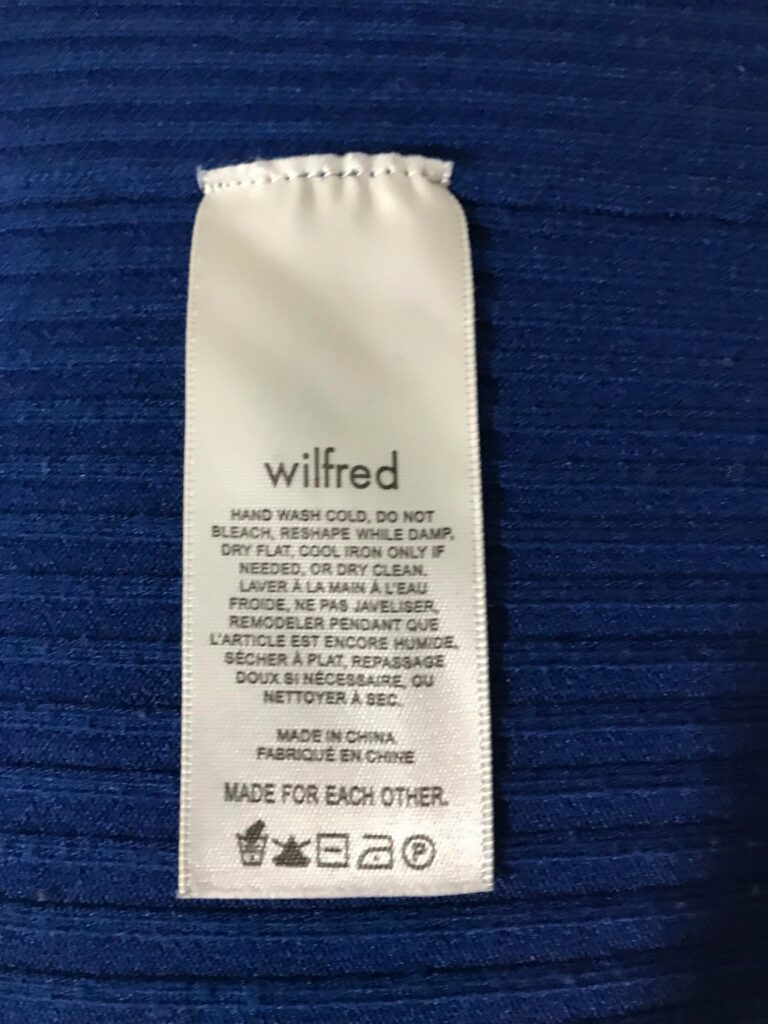 wilfred
HAND WASH COLD, DO NOT
BLEACH, RESHAPE WHILE DAMP,
DRY FLAT, COOL IRON ONLY IF
NEEDED, OR DRY CLEAN.
LAVER À LA MAIN À L'EAU
FROIDE, NE PAS JAVELISER,
REMODELER PENDANT QUE
L'ARTICLE EST ENCORE HUMIDE,
SÉCHER À PLAT, REPASSAGE
DOUX SI NÉCESSAIRE, OU
NETTOYER À SEC.
MADE IN CHINA
FABRIQUÉ EN CHINE
MADE FOR EACH OTHER.
P